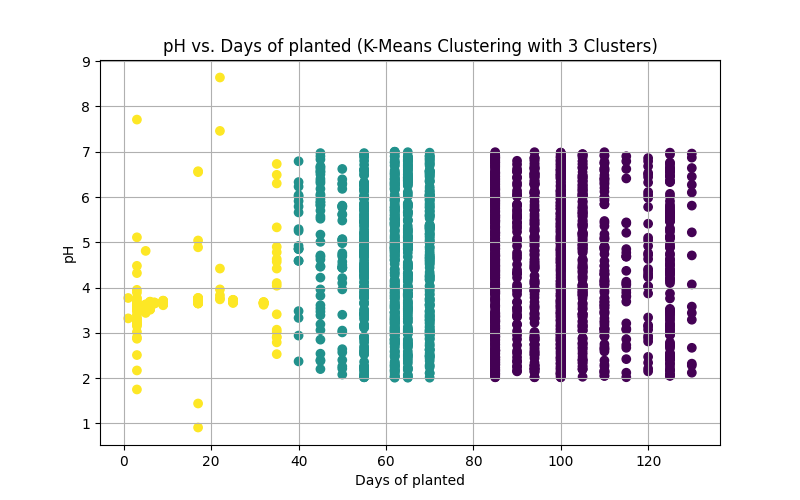 pH vs. Days of planted (K-Means Clustering with 3 Clusters)
9
8
7
6
5
4
3
2
1
pH
0 20 40 60 80 100 120
Days of planted